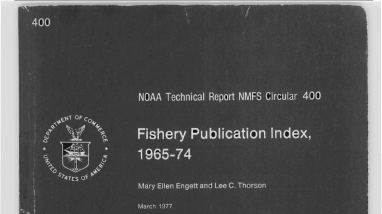 400
NOAA Technical Report NMFS Circular 400
DEPARTMENT OF COMMERCE
UNITED STATES OF AMERICA
Fishery Publication Index,
1965-74
Mary Ellen Engett and Lee C. Thorson
March 1977